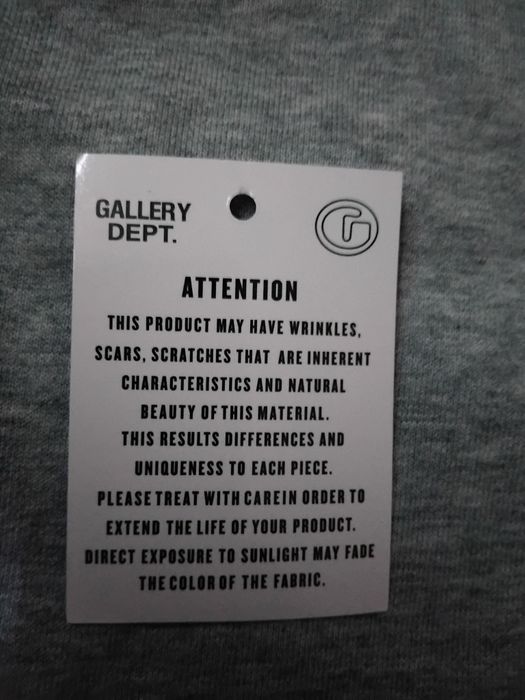 GALLERY
DEPT.
G
ATTENTION
THIS PRODUCT MAY HAVE WRINKLES,
SCARS, SCRATCHES THAT ARE INHERENT
CHARACTERISTICS AND NATURAL
BEAUTY OF THIS MATERIAL.
THIS RESULTS DIFFERENCES AND
UNIQUENESS TO EACH PIECE.
PLEASE TREAT WITH CAREIN ORDER TO
EXTEND THE LIFE OF YOUR PRODUCT.
DIRECT EXPOSURE TO SUNLIGHT MAY FADE
THE COLOR OF THE FABRIC.